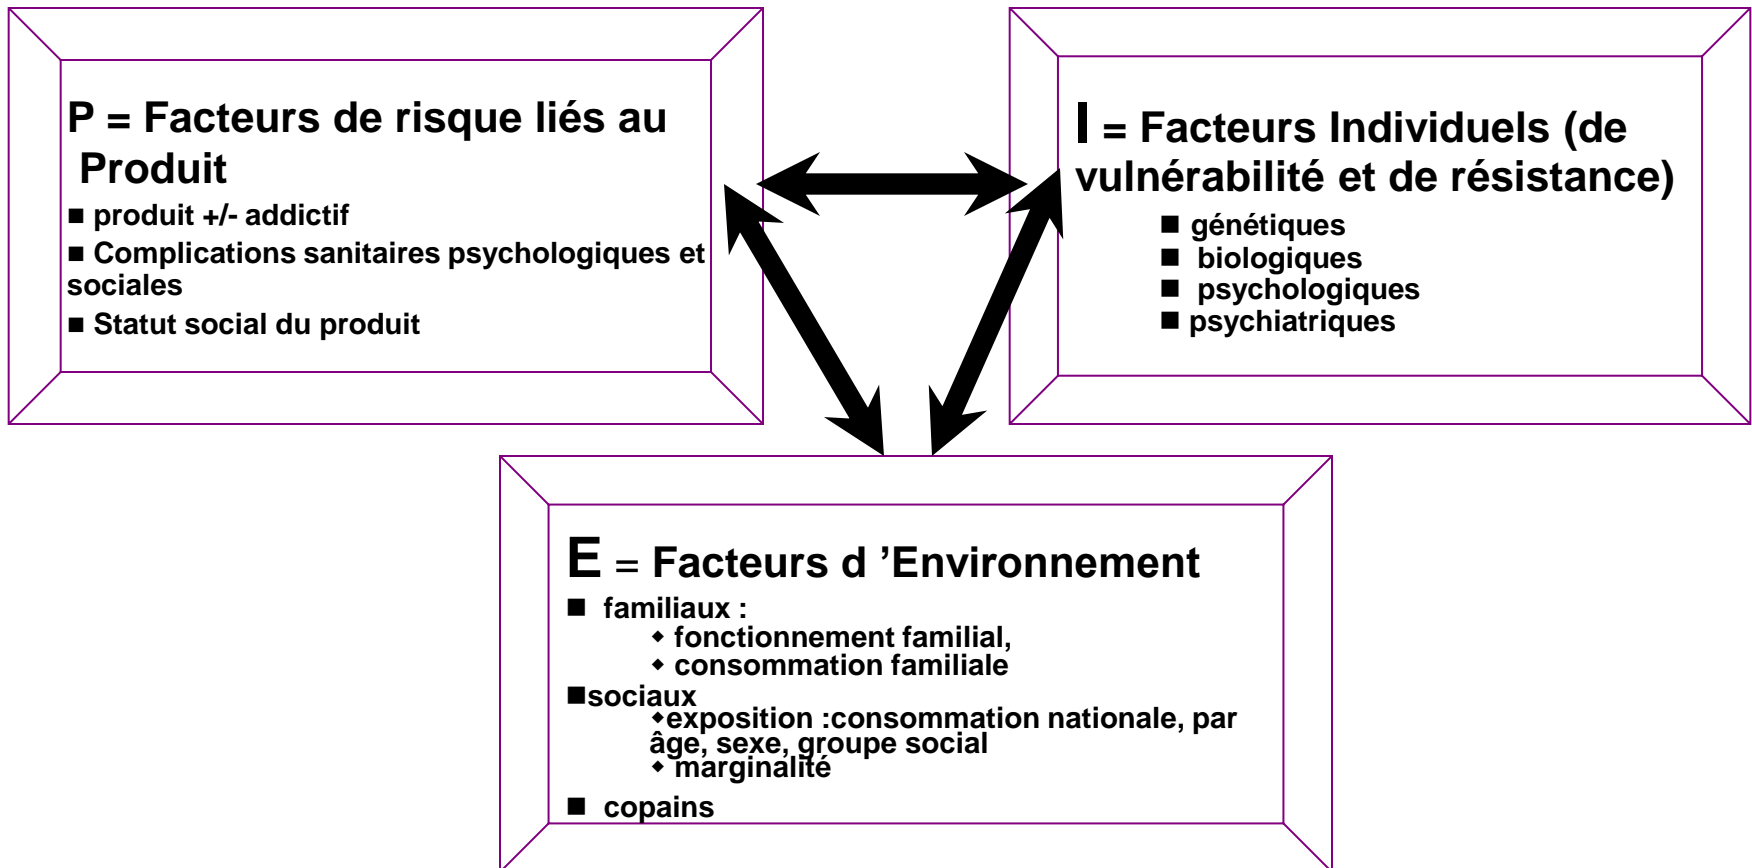 P = Facteurs de risque liés au
Produit
■ produit +/- addictif
■ Complications sanitaires psychologiques et
sociales
■ Statut social du produit
I = Facteurs Individuels (de
vulnérabilité et de résistance)
■ génétiques
■ biologiques
■ psychologiques
■ psychiatriques
E = Facteurs d ’Environnement
■ familiaux :
◆ fonctionnement familial,
◆ consommation familiale
■sociaux
◆exposition :consommation nationale, par
âge, sexe, groupe social
◆ marginalité
■ copains